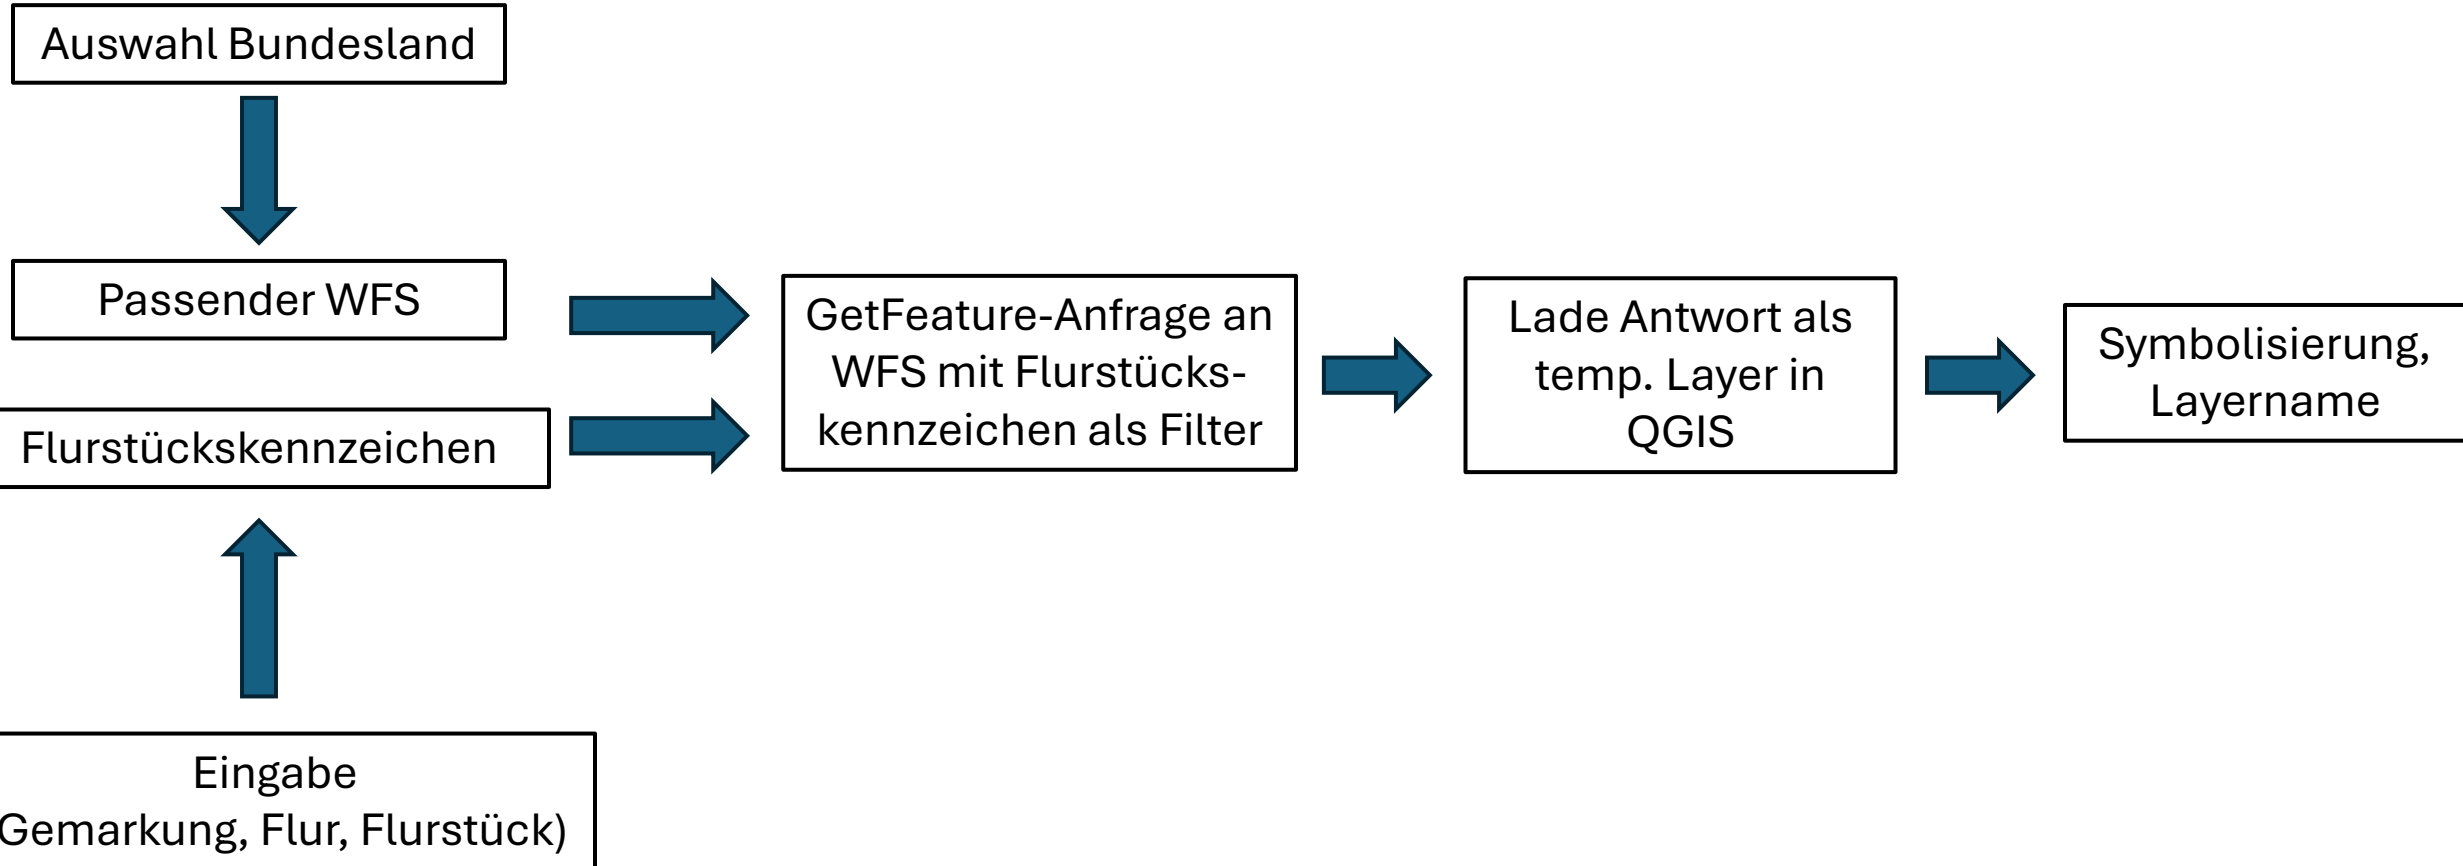 Auswahl Bundesland
Passender WFS
Flurstückskennzeichen
Eingabe
Gemarkung, Flur, Flurstück)
GetFeature-Anfrage an
WFS mit Flurstücks-
kennzeichen als Filter
Lade Antwort als
temp. Layer in
QGIS
Symbolisierung,
Layername